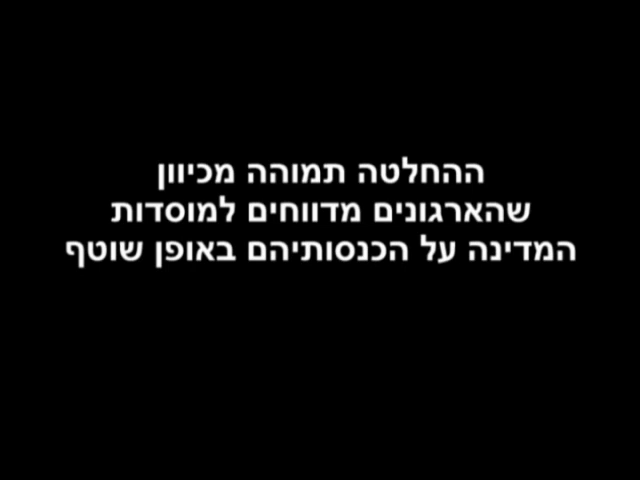 ההחלטה תמוהה מכיוון
שהארגונים מדווחים למוסדות
המדינה על הכנסותיהם באופן שוטף